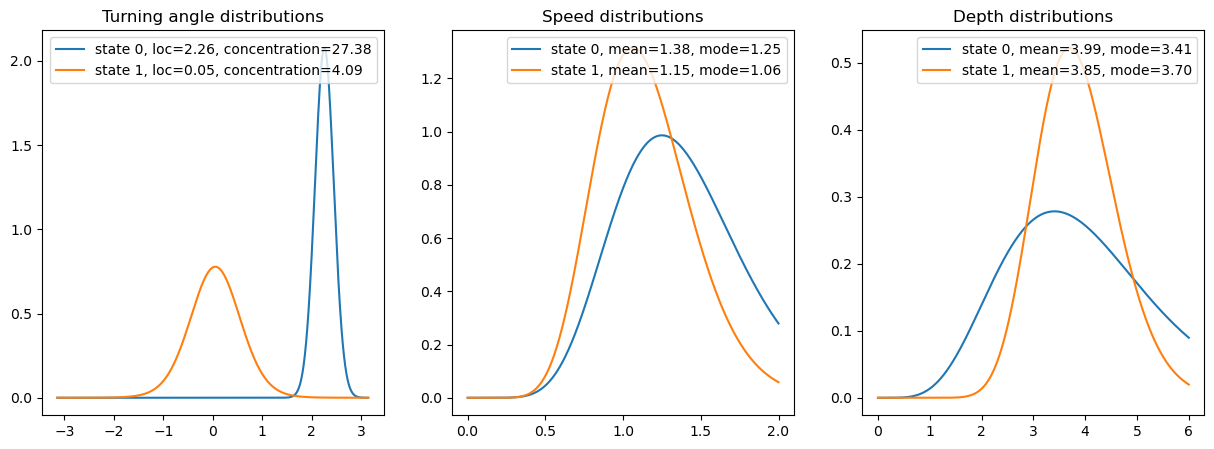 Turning angle distributions
state 0, loc=2.26, concentration=27.38
state 1, loc=0.05, concentration=4.09
2.0
1.5
1.0
0.5
0.0
−3 −2 −1 0 1 2 3
Speed distributions
state 0, mean=1.38, mode=1.25
state 1, mean=1.15, mode=1.06
1.2
1.0
0.8
0.6
0.4
0.2
0.0
0.0 0.5 1.0 1.5 2.0
Depth distributions
state 0, mean=3.99, mode=3.41
state 1, mean=3.85, mode=3.70
0.5
0.4
0.3
0.2
0.1
0.0
0 1 2 3 4 5 6